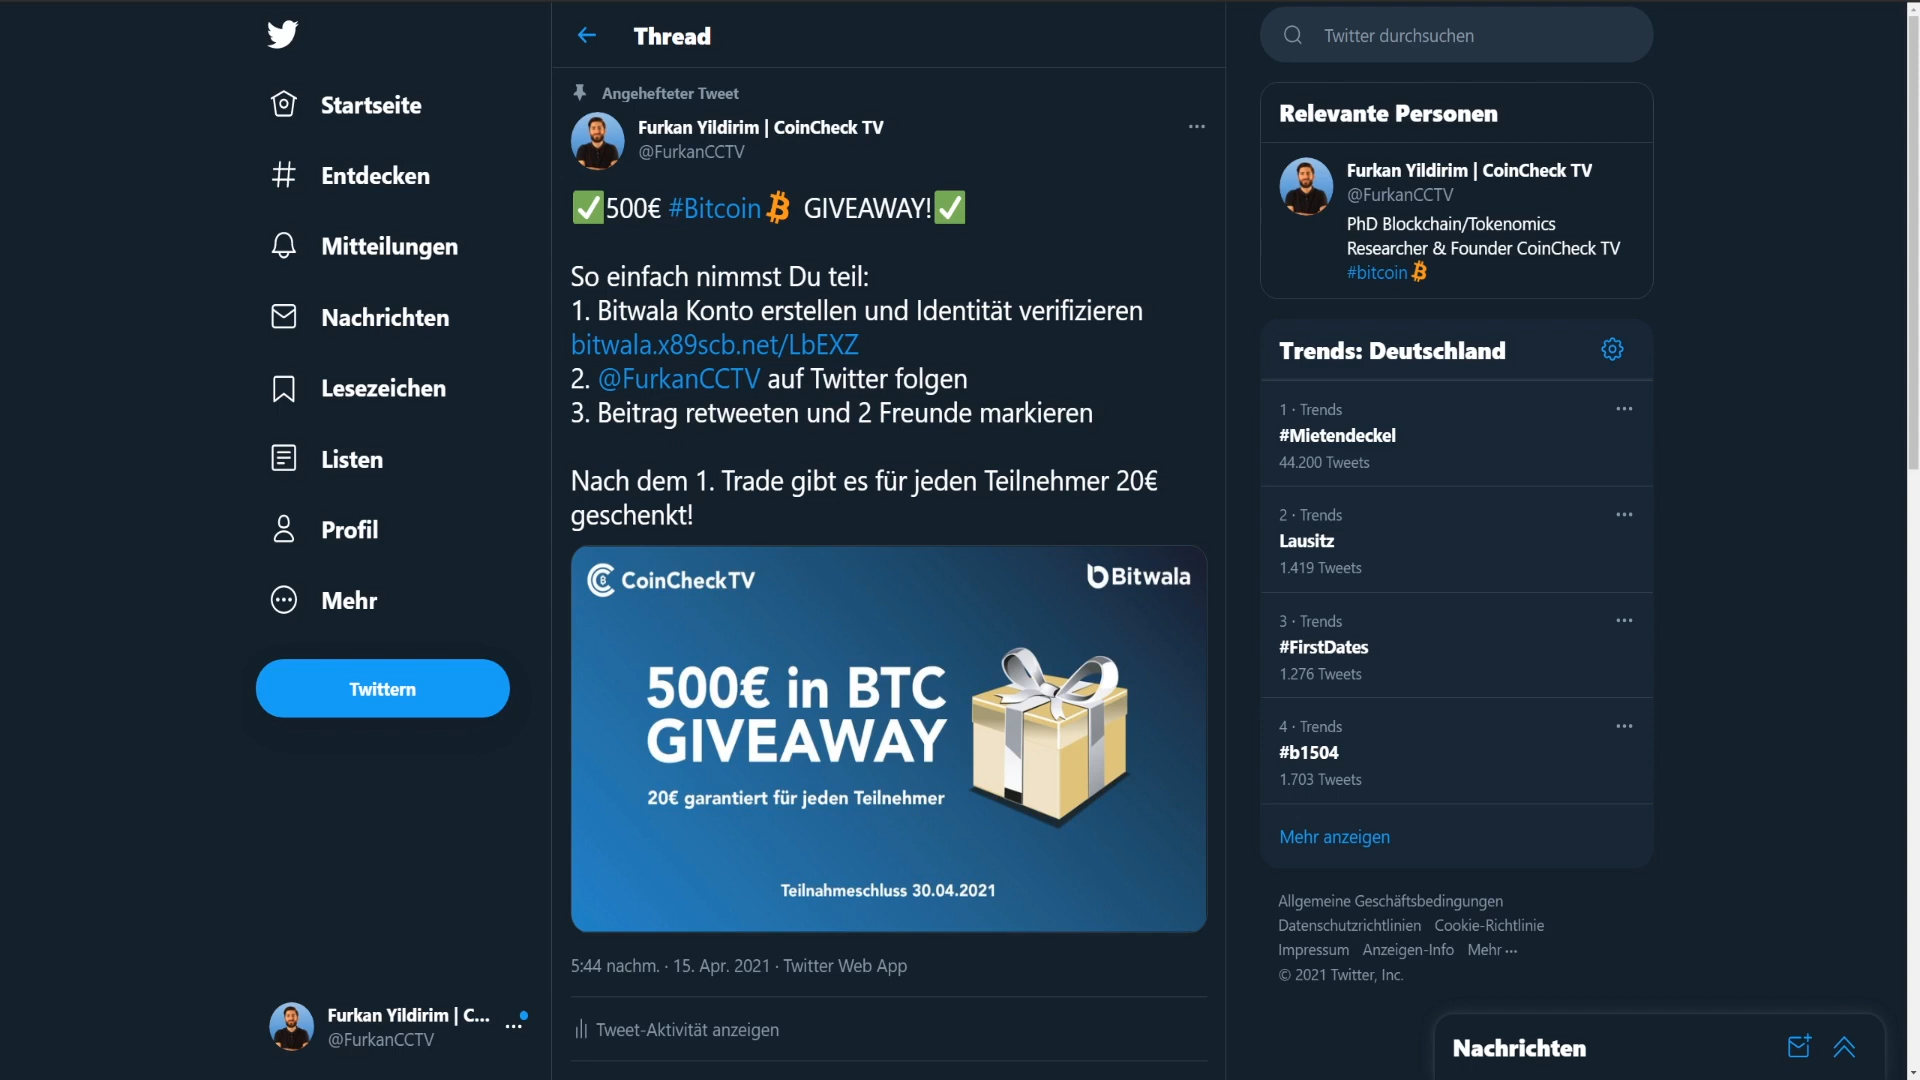 Startseite
Entdecken
Mitteilungen
Nachrichten
Lesezeichen
Listen
Profil
Mehr
Twittern
Furkan Yildirim | C...
@FurkanCCTV
Thread
Angehefteter Tweet
Furkan Yildirim | CoinCheck TV
@FurkanCCTV
✅500€ #Bitcoin GIVEAWAY!✅
So einfach nimmst Du teil:
1. Bitwala Konto erstellen und Identität verifizieren
bitwala.x89scb.net/LbEXZ
2. @FurkanCCTV auf Twitter folgen
3. Beitrag retweeten und 2 Freunde markieren
Nach dem 1. Trade gibt es für jeden Teilnehmer 20€
geschenkt!
CoinCheckTV
Bitwala
500€ in BTC
GIVEAWAY
20€ garantiert für jeden Teilnehmer
Teilnahmeschluss 30.04.2021
5:44 nachm. · 15. Apr. 2021 · Twitter Web App
Tweet-Aktivität anzeigen
Twitter durchsuchen
Relevante Personen
Furkan Yildirim | CoinCheck TV
@FurkanCCTV
PhD Blockchain/Tokenomics
Researcher & Founder CoinCheck TV
#bitcoin
Trends: Deutschland
1 · Trends
#Mietendeckel
44.200 Tweets
2 · Trends
Lausitz
1.419 Tweets
3 · Trends
#FirstDates
1.276 Tweets
4 · Trends
#b1504
1.703 Tweets
Mehr anzeigen
Allgemeine Geschäftsbedingungen
Datenschutzrichtlinien Cookie-Richtlinie
Impressum Anzeigen-Info Mehr ···
© 2021 Twitter, Inc.
Nachrichten